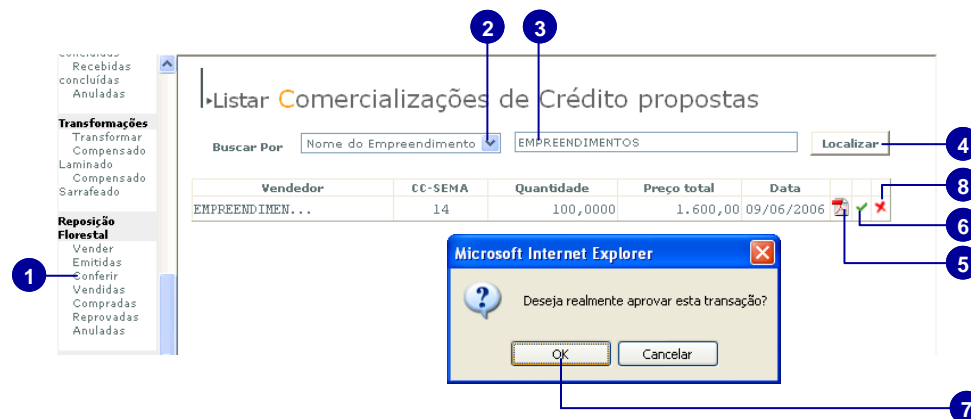 2
3
Recebidas
concluídas
Anuladas
Transformações
Transformar
Compensado
Laminado
Compensado
Sarrafeado
Reposição
Florestal
Vender
Emitidas
Conferir
Vendidas
Compradas
Reprovadas
Anuladas
1
Listar Comercializações de Crédito propostas
Buscar Por Nome do Empreendimento EMPREENDIMENTOS Localizar
4
Vendedor CC-SEMA Quantidade Preço total Data
8
EMPREENDIMEN... 14 100,0000 1.600,00 09/06/2006
6
5
Microsoft Internet Explorer
Deseja realmente aprovar esta transação?
OK Cancelar
7